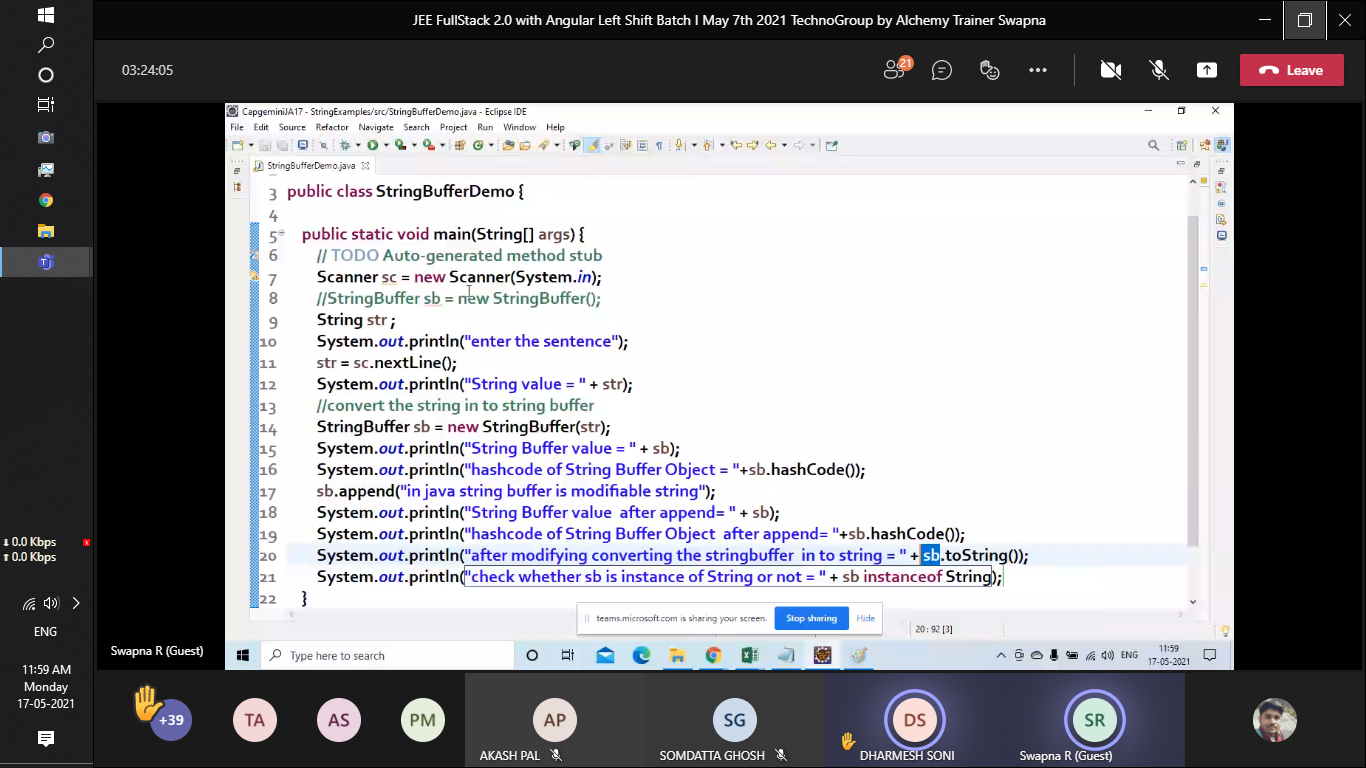 JEE FullStack 2.0 with Angular Left Shift Batch I May 7th 2021 TechnoGroup by Alchemy Trainer Swapna
03:24:05
21
Leave
CapgeminiJA17 - StringExamples/src/StringBufferDemo.java - Eclipse IDE
File Edit Source Refactor Navigate Search Project Run Window Help
StringBufferDemo.java
3 public class StringBufferDemo {
4
5 public static void main(String[] args) {
6 // TODO Auto-generated method stub
7 Scanner sc = new Scanner(System.in);
8 //StringBuffer sb = new StringBuffer();
9 String str ;
10 System.out.println("enter the sentence");
11 str = sc.nextLine();
12 System.out.println("String value = " + str);
13 //convert the string in to string buffer
14 StringBuffer sb = new StringBuffer(str);
15 System.out.println("String Buffer value = " + sb);
16 System.out.println("hashcode of String Buffer Object = "+sb.hashCode());
17 sb.append("in java string buffer is modifiable string");
18 System.out.println("String Buffer value  after append= " + sb);
19 System.out.println("hashcode of String Buffer Object  after append= "+sb.hashCode());
20 System.out.println("after modifying converting the stringbuffer  in to string = " + sb.toString());
21 System.out.println("check whether sb is instance of String or not = " + sb instanceof String);
22 }
teams.microsoft.com is sharing your screen. Stop sharing Hide
20 : 92 [3]
Type here to search
ENG
11:59
17-05-2021
Swapna R (Guest)
0.0 Kbps
0.0 Kbps
ENG
11:59 AM
Monday
17-05-2021
+39 TA AS PM AP SG DS SR
AKASH PAL SOMDATTA GHOSH DHARMESH SONI Swapna R (Guest)